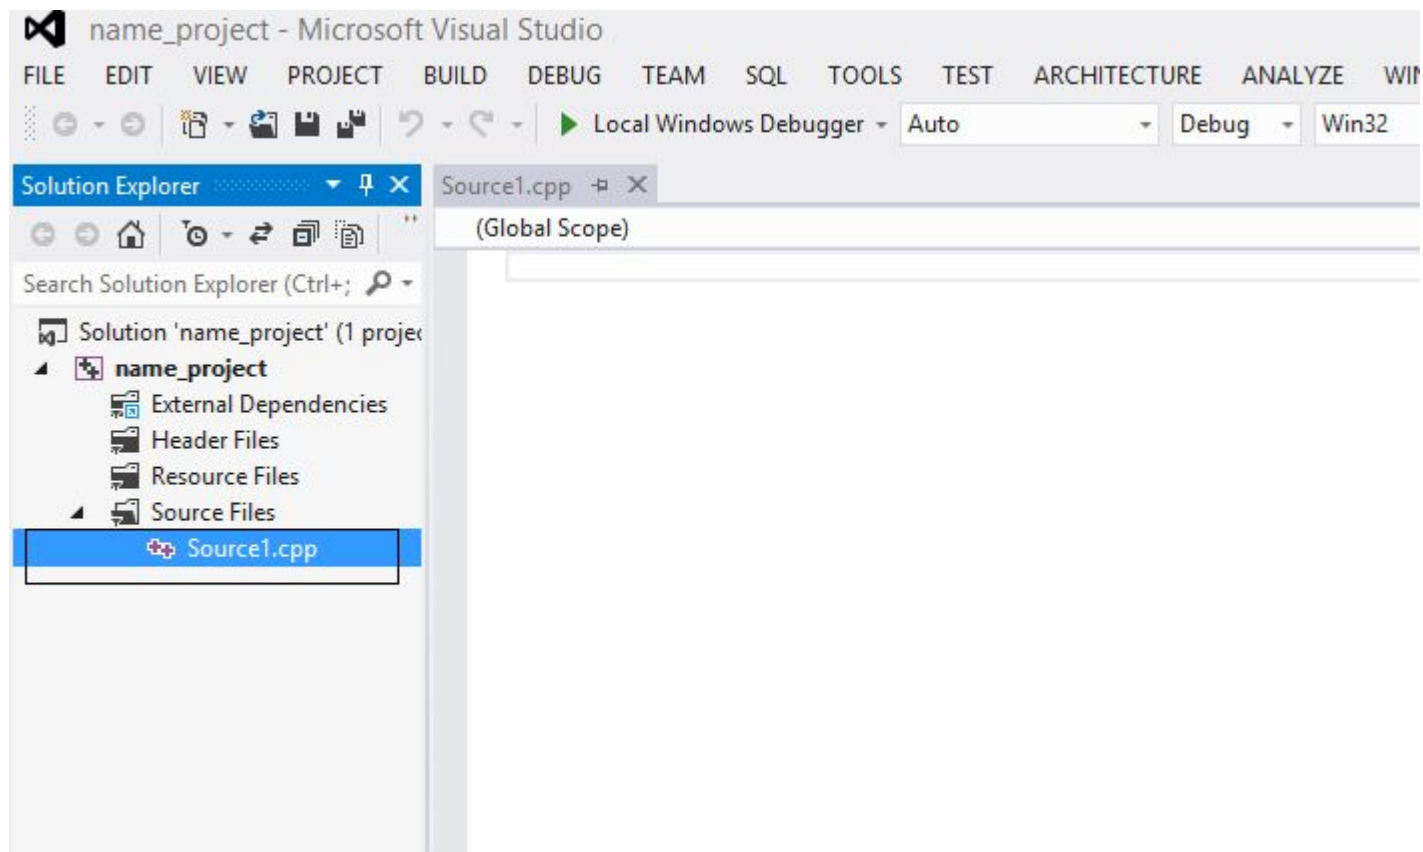 name_project - Microsoft Visual Studio
FILE EDIT VIEW PROJECT BUILD DEBUG TEAM SQL TOOLS TEST ARCHITECTURE ANALYZE WIN
Local Windows Debugger Auto Debug Win32
Solution Explorer
Source1.cpp
(Global Scope)
Search Solution Explorer (Ctrl+;
Solution 'name_project' (1 projec
name_project
External Dependencies
Header Files
Resource Files
Source Files
Source1.cpp